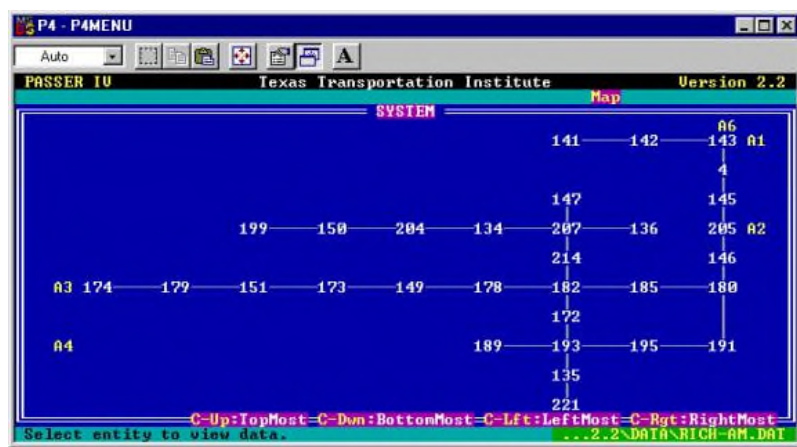 P4 - P4MENU
Auto A
PASSER IV Texas Transportation Institute Version 2.2
Map
SYSTEM
A6
141 142 143 A1
4
147 145
199 150 204 134 207 136 205 A2
214 146
A3 174 179 151 173 149 178 182 185 180
172
A4 189 193 195 191
135
221
C-Up:TopMost C-Dwn:BottomMost C-Lft:LeftMost C-Rgt:RightMost
Select entity to view data. ...2.2\DATA\RICH-AM.DAT